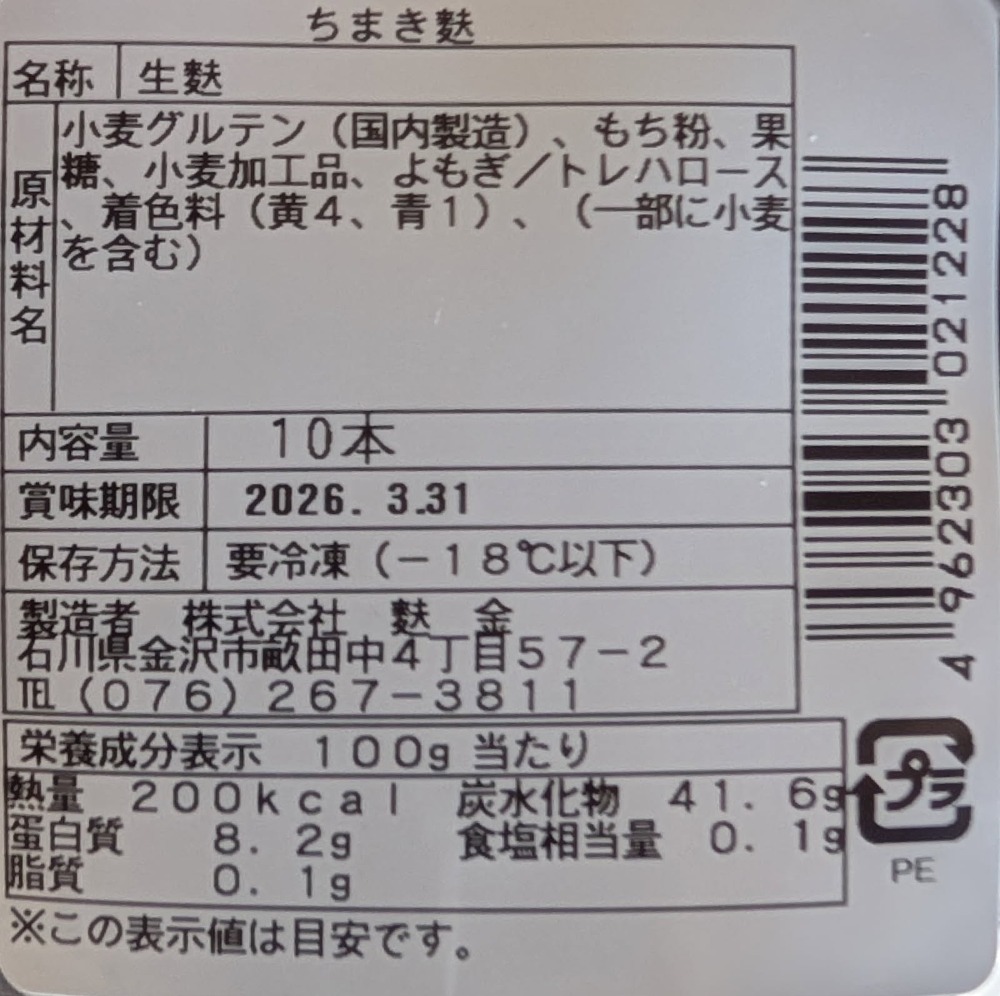 ちまき麩
名称 生麩
原材料名
小麦グルテン（国内製造）、もち粉、果
糖、小麦加工品、よもぎ／トレハロース
、着色料（黄４、青１）、（一部に小麦
を含む）
内容量 10本
賞味期限 2026. 3.31
保存方法 要冷凍（－１８℃以下）
製造者　株式会社　麩　金
石川県金沢市畝田中４丁目５７－２
℡（０７６）２６７－３８１１
栄養成分表示　１００g 当たり
熱量　２００kcal　炭水化物　４１．６g
蛋白質　８．２g　食塩相当量　０．１g
脂質　０．１g
※この表示値は目安です。
4 962303 021228
プラ
PE